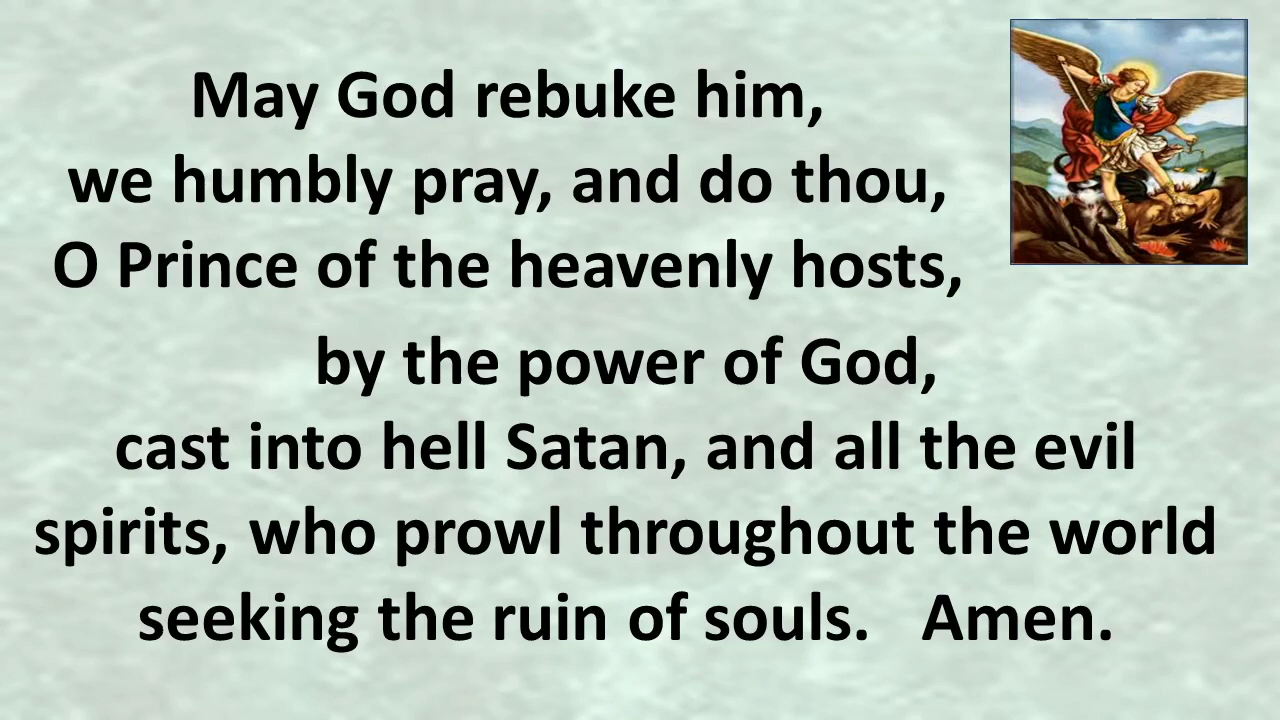 May God rebuke him,
we humbly pray, and do thou,
O Prince of the heavenly hosts,
by the power of God,
cast into hell Satan, and all the evil
spirits, who prowl throughout the world
seeking the ruin of souls.   Amen.